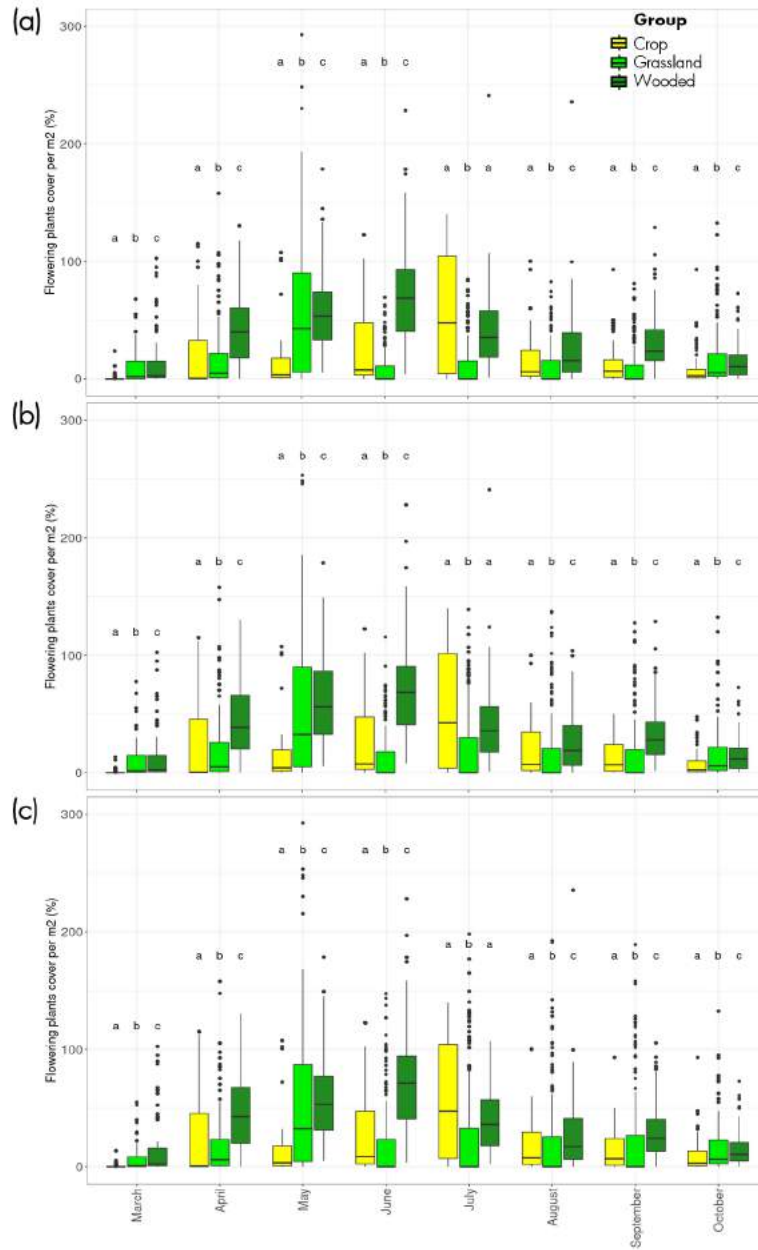 (a)
Group
Crop
Grassland
Wooded
Flowering plants cover per m2 (%)
300
200
100
0
a b c
a b c
a b c
a b c
a b a
a b c
a b c
a b c
(b)
Flowering plants cover per m2 (%)
300
200
100
0
a b c
a b c
a b c
a b c
a b a
a b c
a b c
a b c
(c)
Flowering plants cover per m2 (%)
300
200
100
0
a b c
a b c
a b c
a b c
a b a
a b c
a b c
a b c
March
April
May
June
July
August
September
October